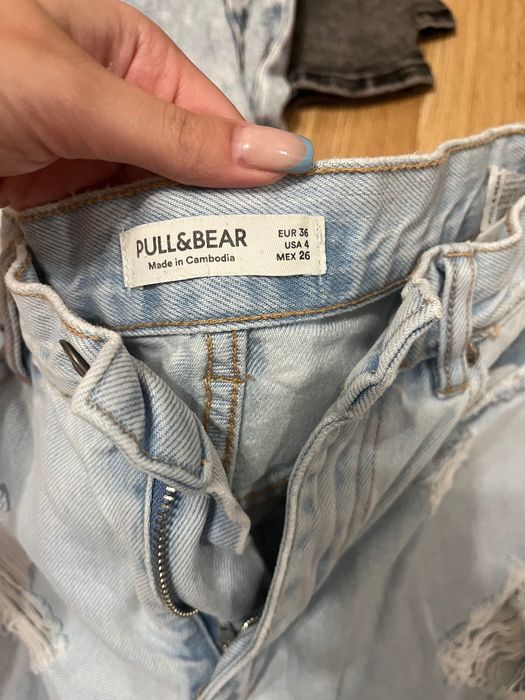 PULL&BEAR
Made in Cambodia
EUR 36
USA 4
MEX 26